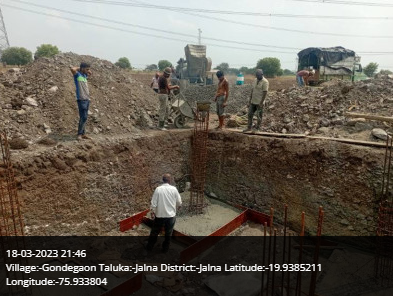 18-03-2023 21:46
Village:-Gondegaon Taluka:-Jalna District:-Jalna Latitude:-19.9385211
Longitude:-75.933804